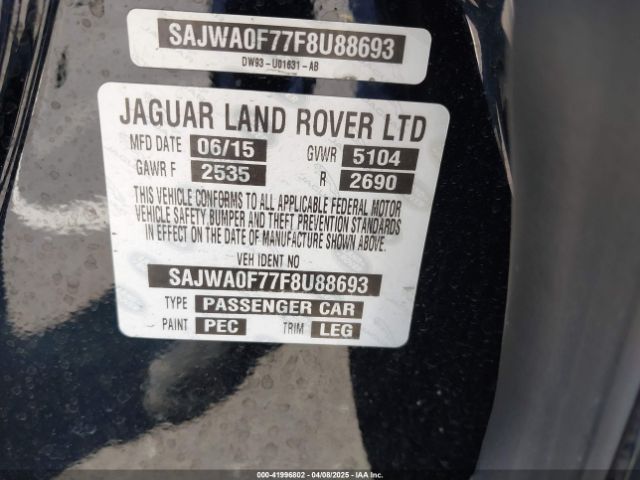 SAJWA0F77F8U88693
DW93 - U01631 - AB
JAGUAR LAND ROVER LTD
MFD DATE 06/15 GVWR 5104
GAWR F 2535 R 2690
THIS VEHICLE CONFORMS TO ALL APPLICABLE FEDERAL MOTOR
VEHICLE SAFETY BUMPER AND THEFT PREVENTION STANDARDS
IN EFFECT ON THE DATE OF MANUFACTURE SHOWN ABOVE.
VEH IDENT NO
SAJWA0F77F8U88693
TYPE PASSENGER CAR
PAINT PEC TRIM LEG
000-41996802 - 04/08/2025 - iaai.com